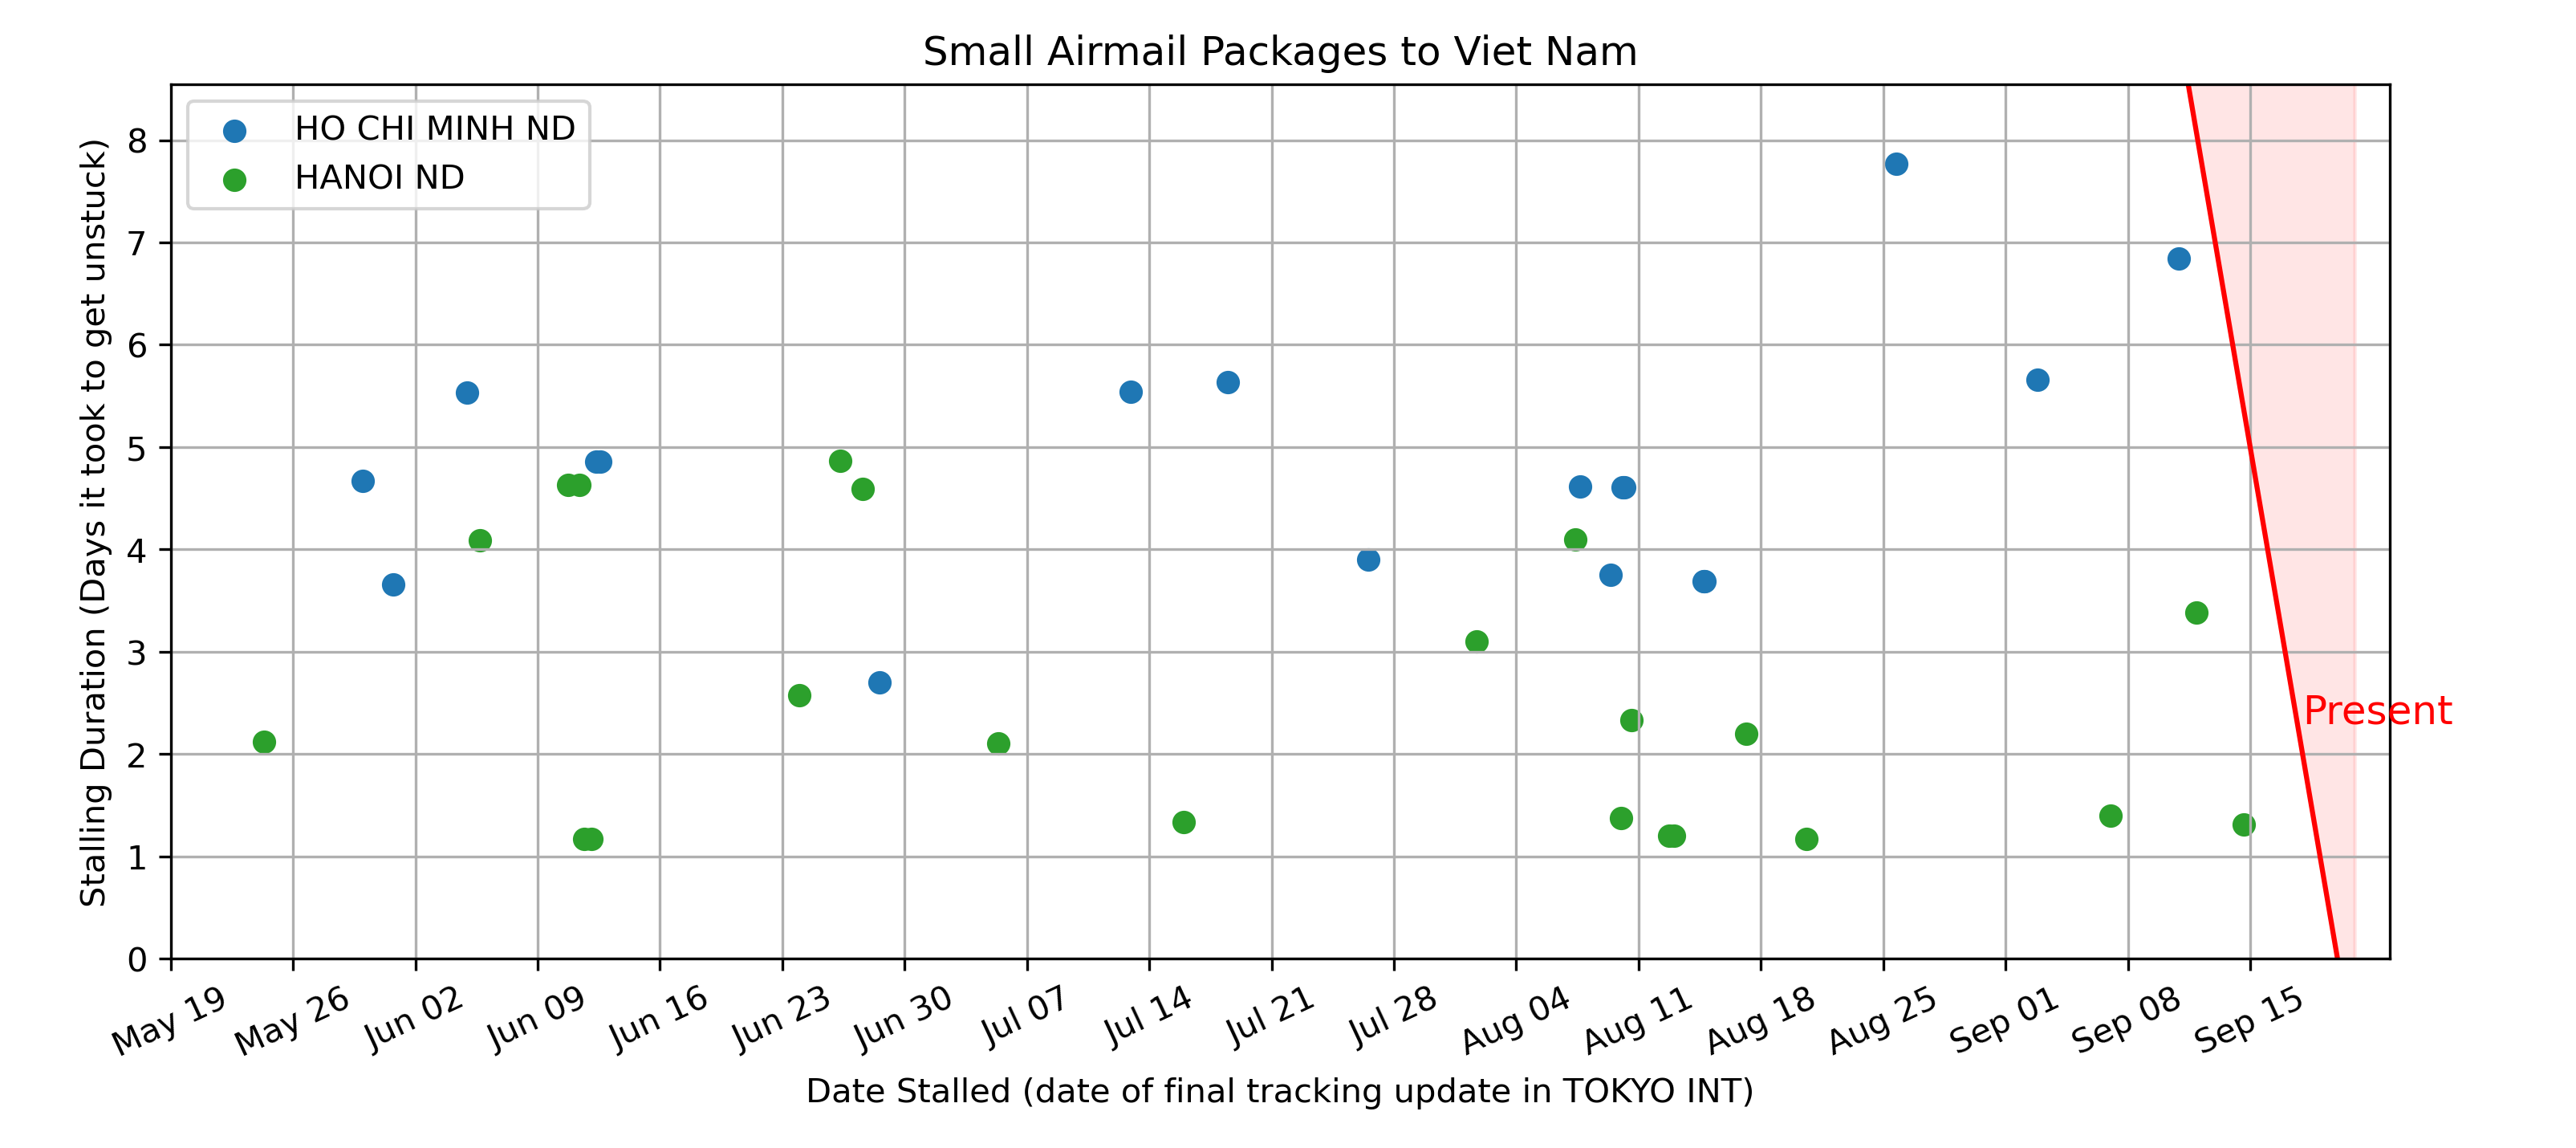 Small Airmail Packages to Viet Nam
HO CHI MINH ND
HANOI ND
Stalling Duration (Days it took to get unstuck)
8
7
6
5
4
3
2
1
0
Present
May 19
May 26
Jun 02
Jun 09
Jun 16
Jun 23
Jun 30
Jul 07
Jul 14
Jul 21
Jul 28
Aug 04
Aug 11
Aug 18
Aug 25
Sep 01
Sep 08
Sep 15
Date Stalled (date of final tracking update in TOKYO INT)